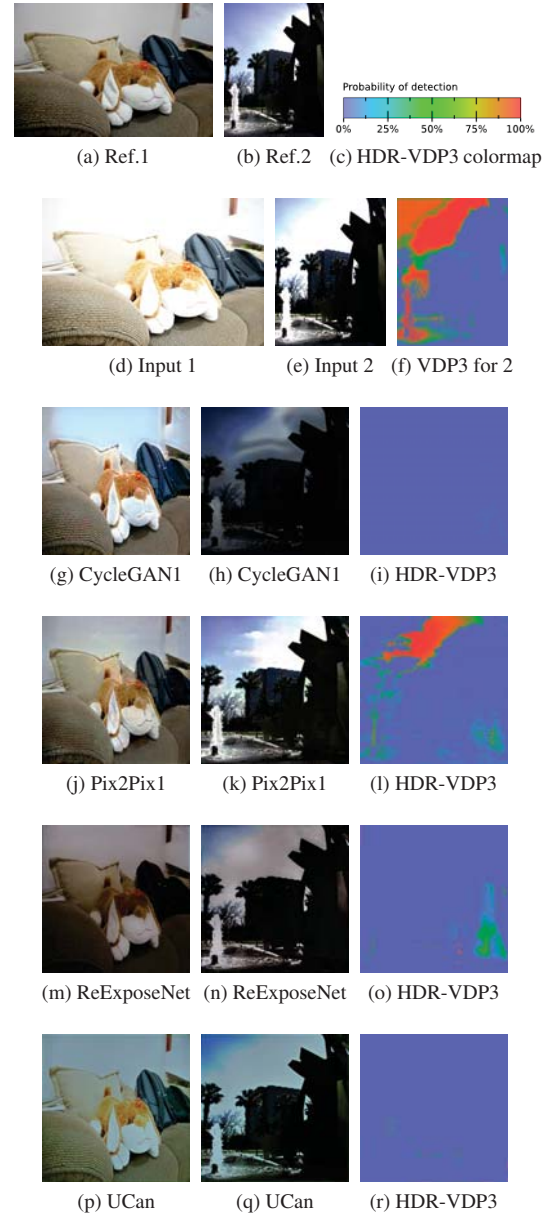 (a) Ref.1
(b) Ref.2
Probability of detection
0% 25% 50% 75% 100%
(c) HDR-VDP3 colormap
(d) Input 1
(e) Input 2
(f) VDP3 for 2
(g) CycleGAN1
(h) CycleGAN1
(i) HDR-VDP3
(j) Pix2Pix1
(k) Pix2Pix1
(l) HDR-VDP3
(m) ReExposeNet
(n) ReExposeNet
(o) HDR-VDP3
(p) UCan
(q) UCan
(r) HDR-VDP3